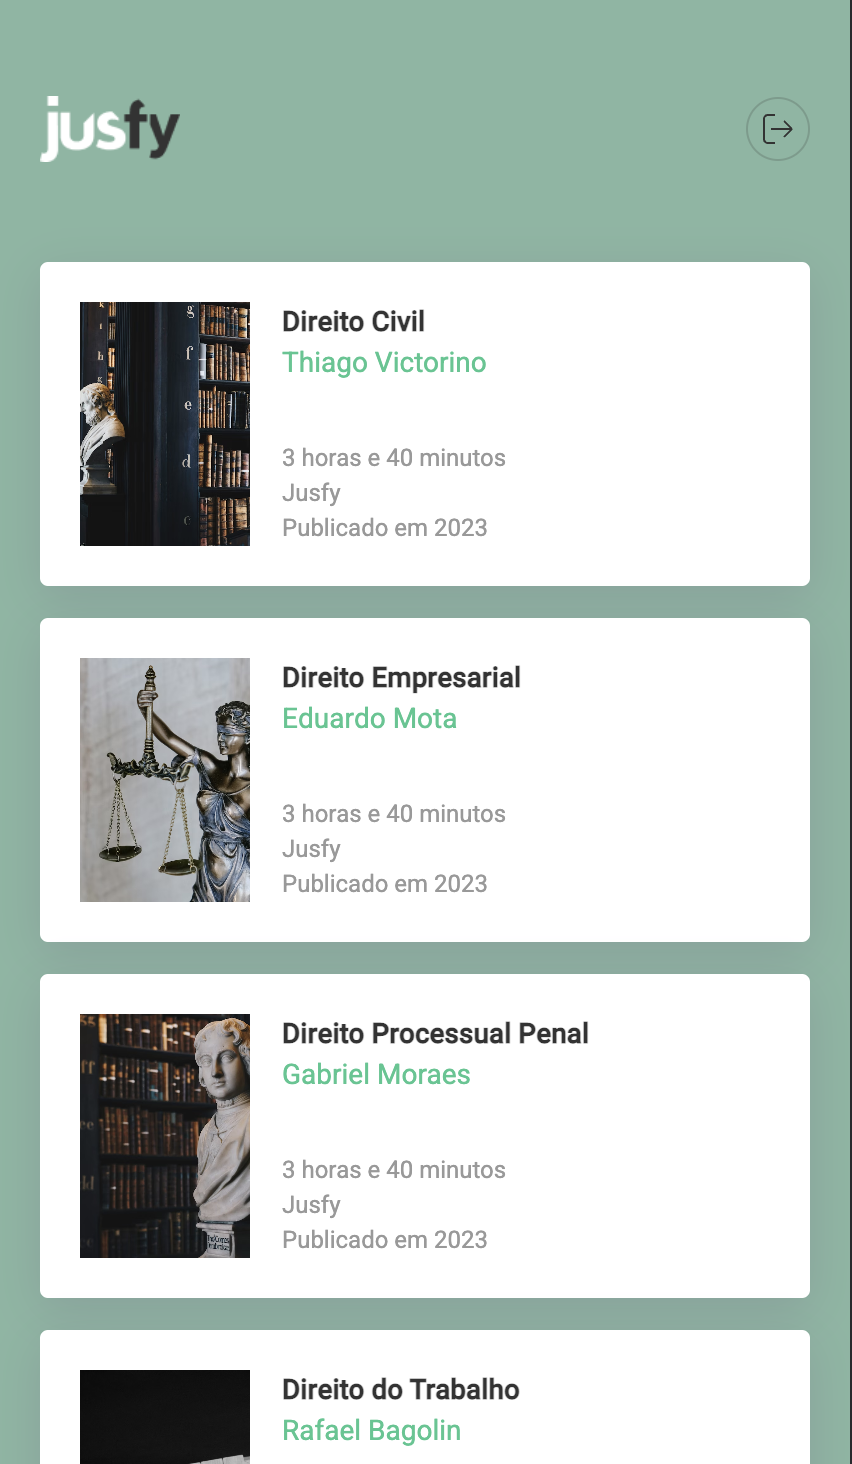 jusfy
Direito Civil
Thiago Victorino
3 horas e 40 minutos
Jusfy
Publicado em 2023
Direito Empresarial
Eduardo Mota
3 horas e 40 minutos
Jusfy
Publicado em 2023
Direito Processual Penal
Gabriel Moraes
3 horas e 40 minutos
Jusfy
Publicado em 2023
Direito do Trabalho
Rafael Bagolin